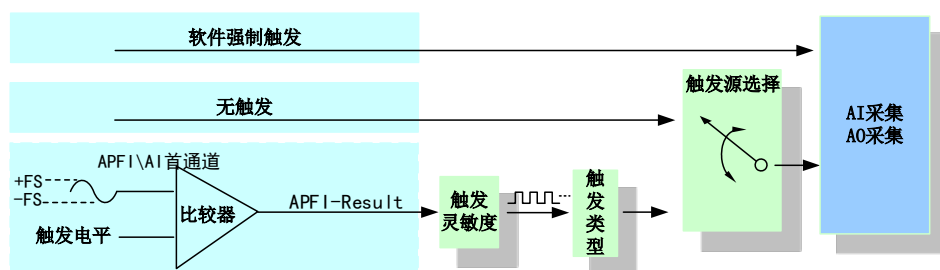 软件强制触发
无触发
触发源选择
AI采集
AO采集
APFI\AI首通道
+FS
-FS
触发电平
比较器
APFI-Result
触发
灵敏度
触
发
类
型